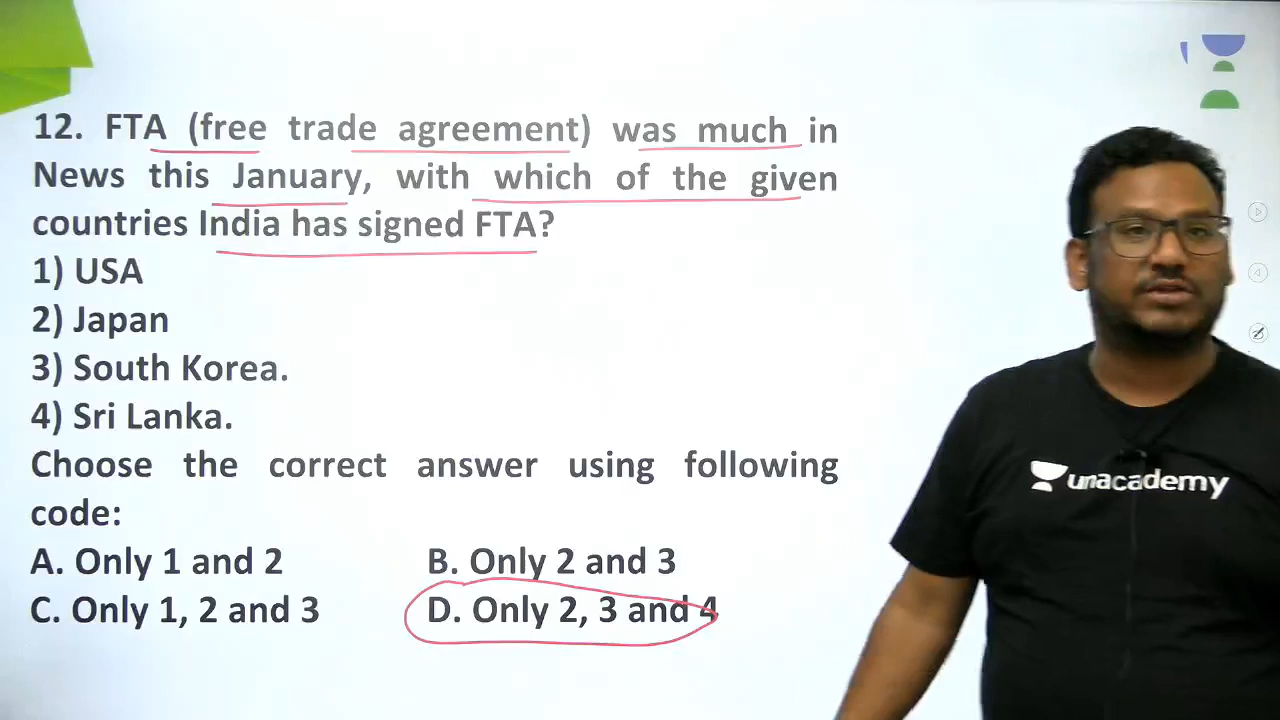 12. FTA (free trade agreement) was much in
News this January, with which of the given
countries India has signed FTA?
1) USA
2) Japan
3) South Korea.
4) Sri Lanka.
Choose the correct answer using following
code:
A. Only 1 and 2 B. Only 2 and 3
C. Only 1, 2 and 3 D. Only 2, 3 and 4
unacademy